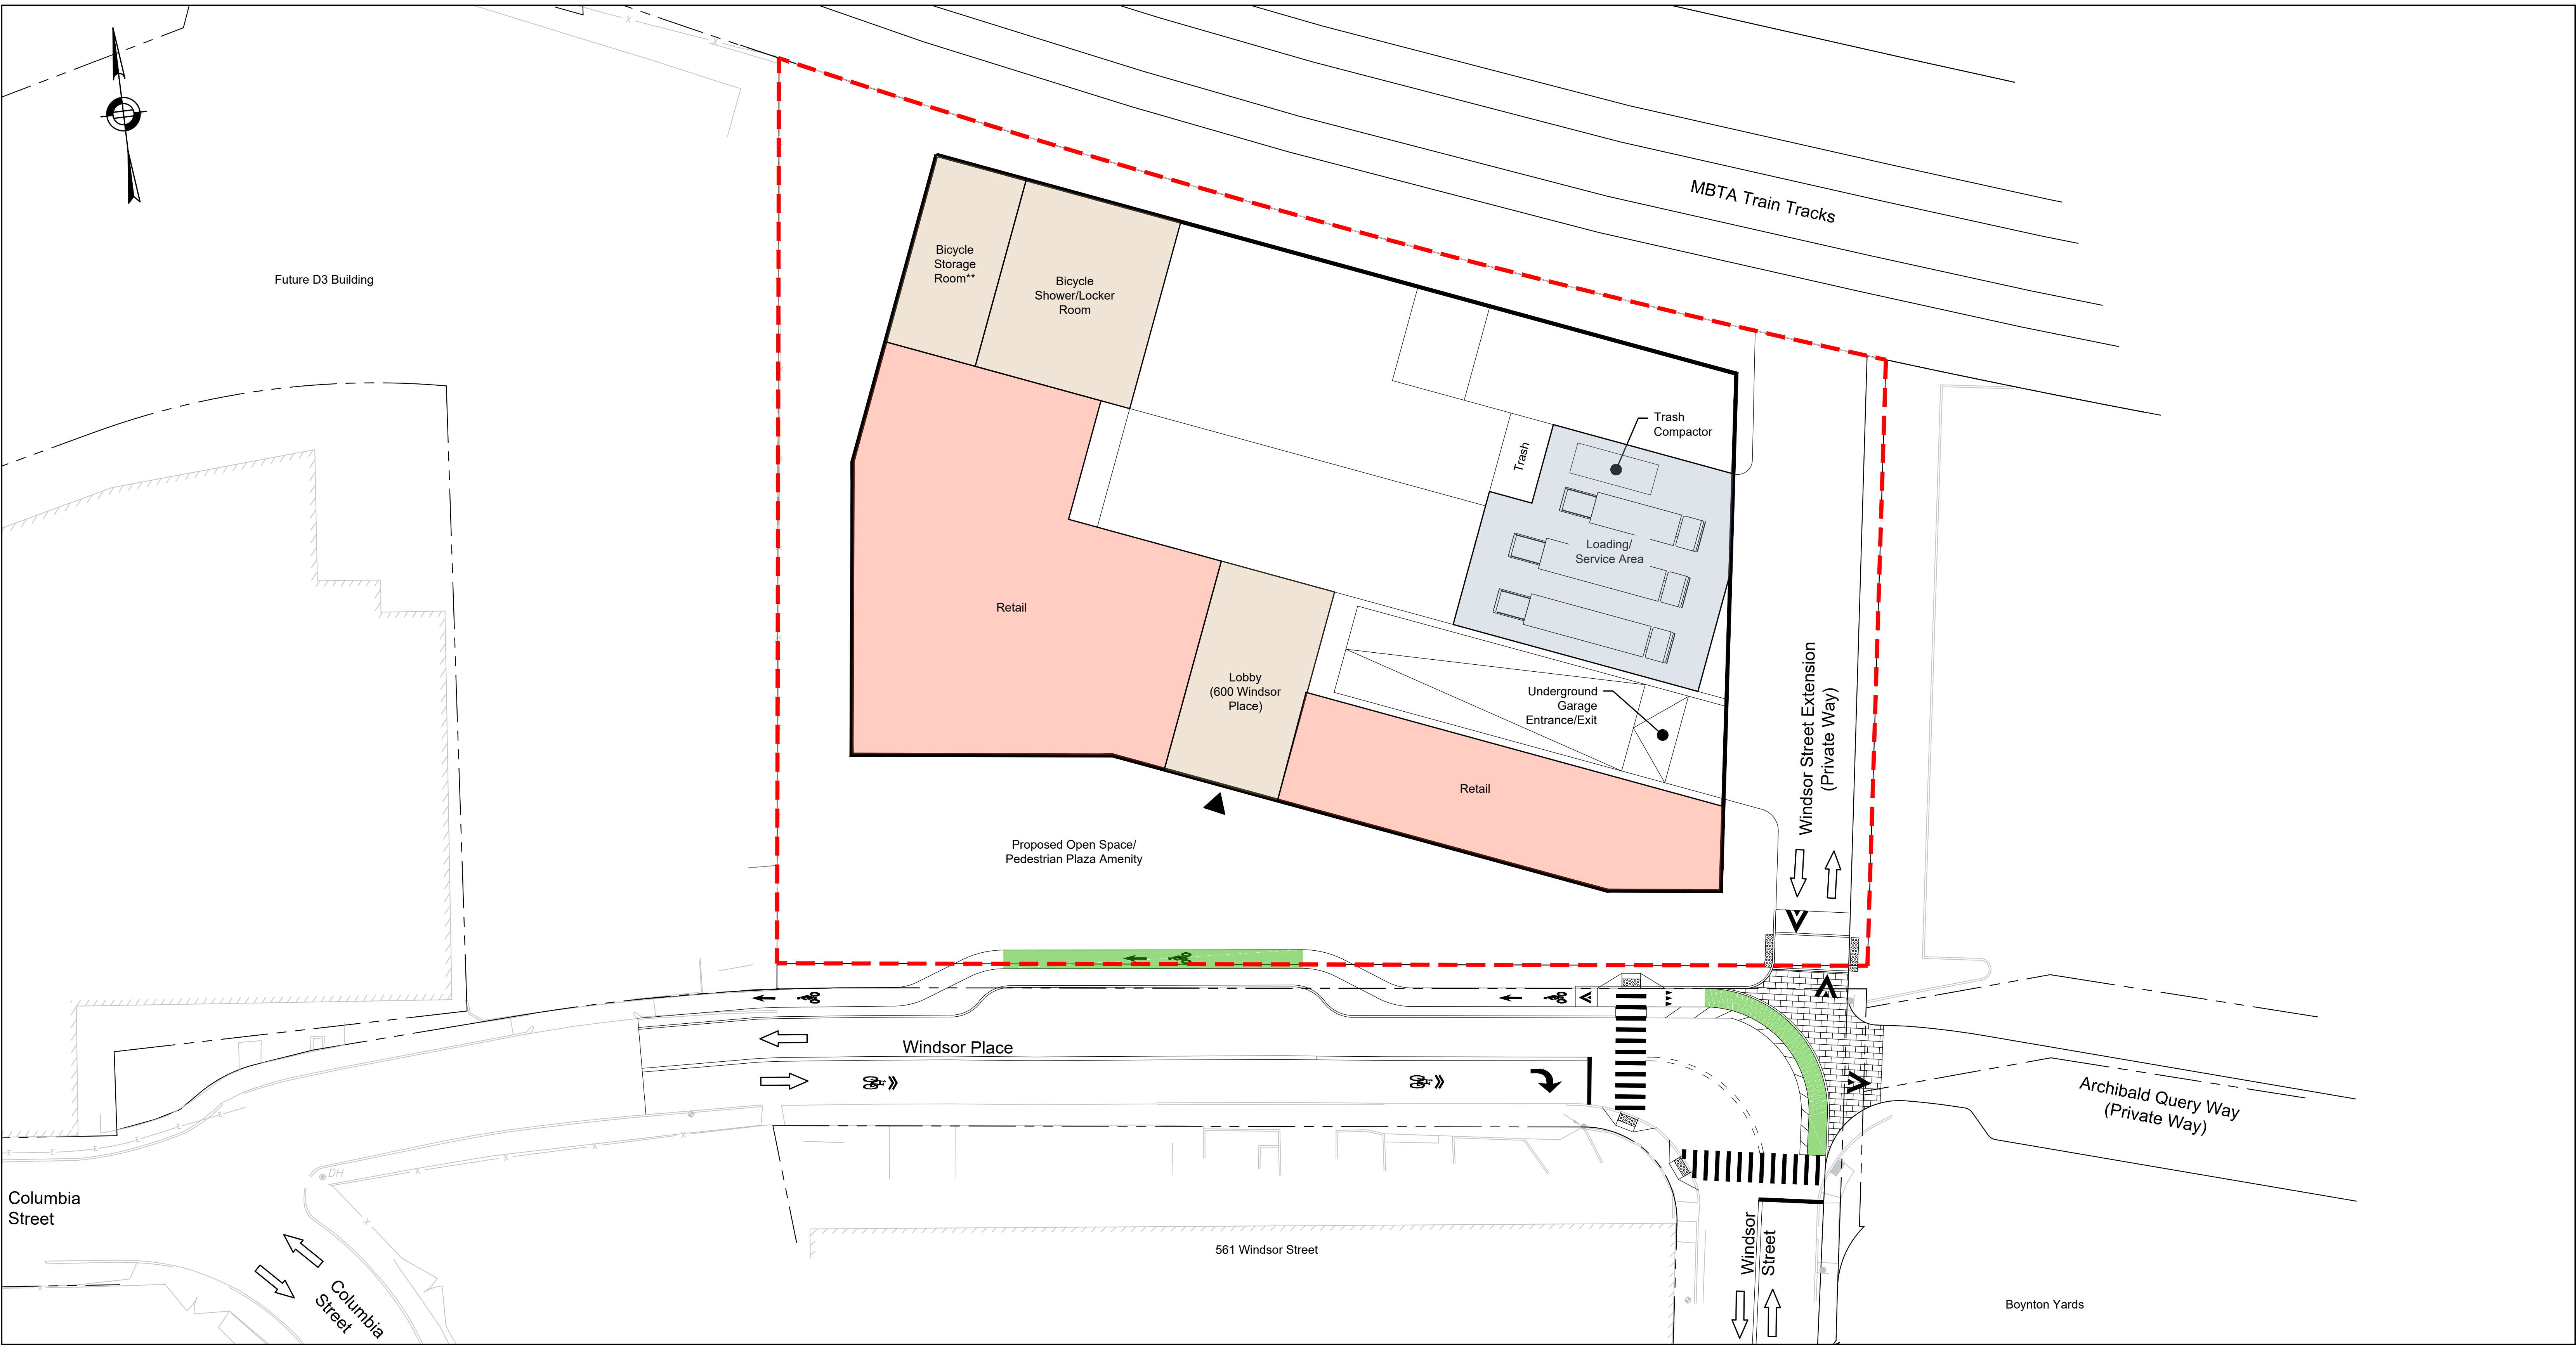 MBTA Train Tracks
Future D3 Building
Bicycle
Storage
Room**
Bicycle
Shower/Locker
Room
Trash
Compactor
Trash
Loading/
Service Area
Retail
Lobby
(600 Windsor
Place)
Underground
Garage
Entrance/Exit
Windsor Street Extension
(Private Way)
Retail
Proposed Open Space/
Pedestrian Plaza Amenity
Windsor Place
Archibald Query Way
(Private Way)
DH
Columbia
Street
Columbia
Street
561 Windsor Street
Windsor
Street
Boynton Yards